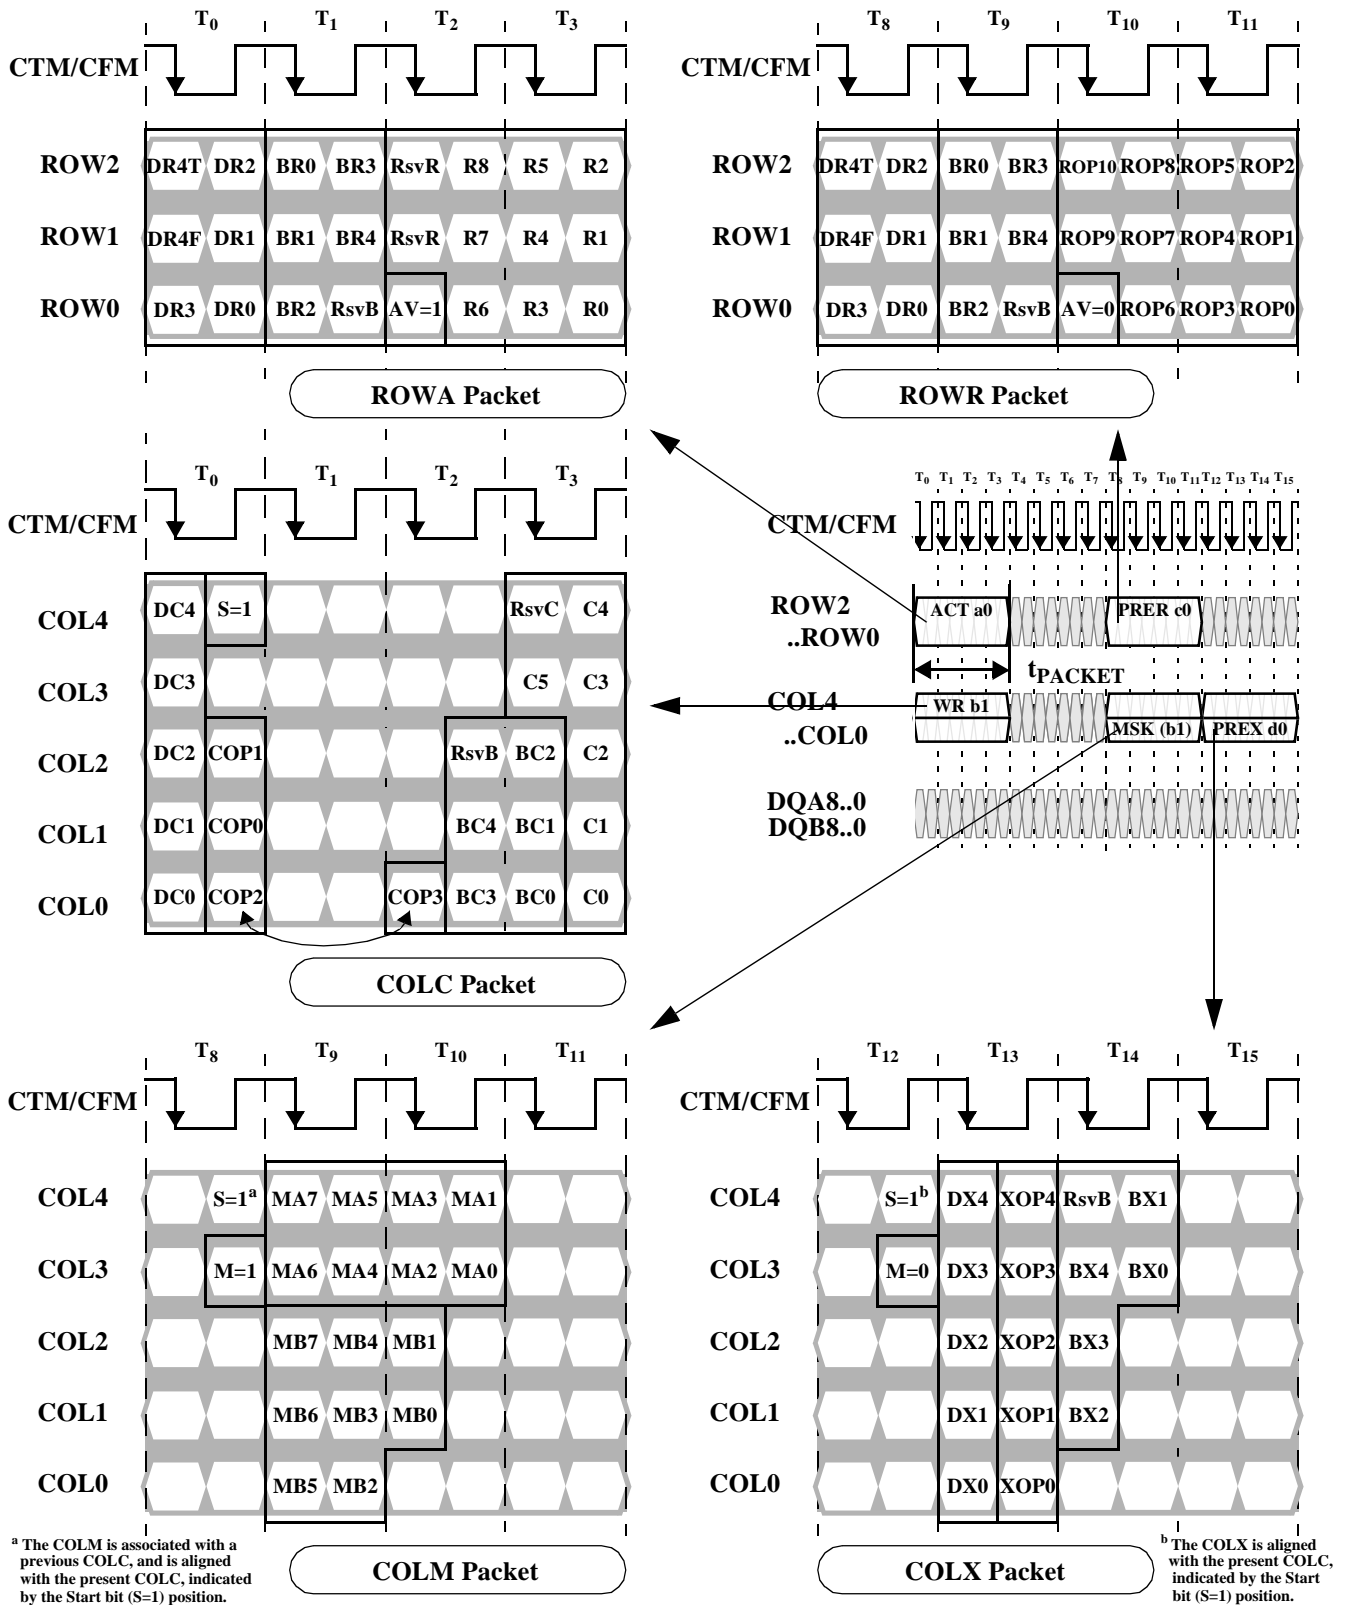 T0 T1 T2 T3
CTM/CFM
ROW2 DR4T DR2 BR0 BR3 RsvR R8 R5 R2
ROW1 DR4F DR1 BR1 BR4 RsvR R7 R4 R1
ROW0 DR3 DR0 BR2 RsvB AV=1 R6 R3 R0
ROWA Packet
T8 T9 T10 T11
CTM/CFM
ROW2 DR4T DR2 BR0 BR3 ROP10 ROP8 ROP5 ROP2
ROW1 DR4F DR1 BR1 BR4 ROP9 ROP7 ROP4 ROP1
ROW0 DR3 DR0 BR2 RsvB AV=0 ROP6 ROP3 ROP0
ROWR Packet
T0 T1 T2 T3
CTM/CFM
COL4 DC4 S=1 RsvC C4
COL3 DC3 C5 C3
COL2 DC2 COP1 RsvB BC2 C2
COL1 DC1 COP0 BC4 BC1 C1
COL0 DC0 COP2 COP3 BC3 BC0 C0
COLC Packet
T0 T1 T2 T3 T4 T5 T6 T7 T8 T9 T10 T11 T12 T13 T14 T15
CTM/CFM
ROW2 ACT a0 PRER c0
..ROW0
tPACKET
COL4 WR b1
..COL0 MSK (b1) PREX d0
DQA8..0
DQB8..0
T8 T9 T10 T11
CTM/CFM
COL4 S=1a MA7 MA5 MA3 MA1
COL3 M=1 MA6 MA4 MA2 MA0
COL2 MB7 MB4 MB1
COL1 MB6 MB3 MB0
COL0 MB5 MB2
a The COLM is associated with a
previous COLC, and is aligned
with the present COLC, indicated
by the Start bit (S=1) position.
COLM Packet
T12 T13 T14 T15
CTM/CFM
COL4 S=1b DX4 XOP4 RsvB BX1
COL3 M=0 DX3 XOP3 BX4 BX0
COL2 DX2 XOP2 BX3
COL1 DX1 XOP1 BX2
COL0 DX0 XOP0
COLX Packet
b The COLX is aligned
with the present COLC,
indicated by the Start
bit (S=1) position.